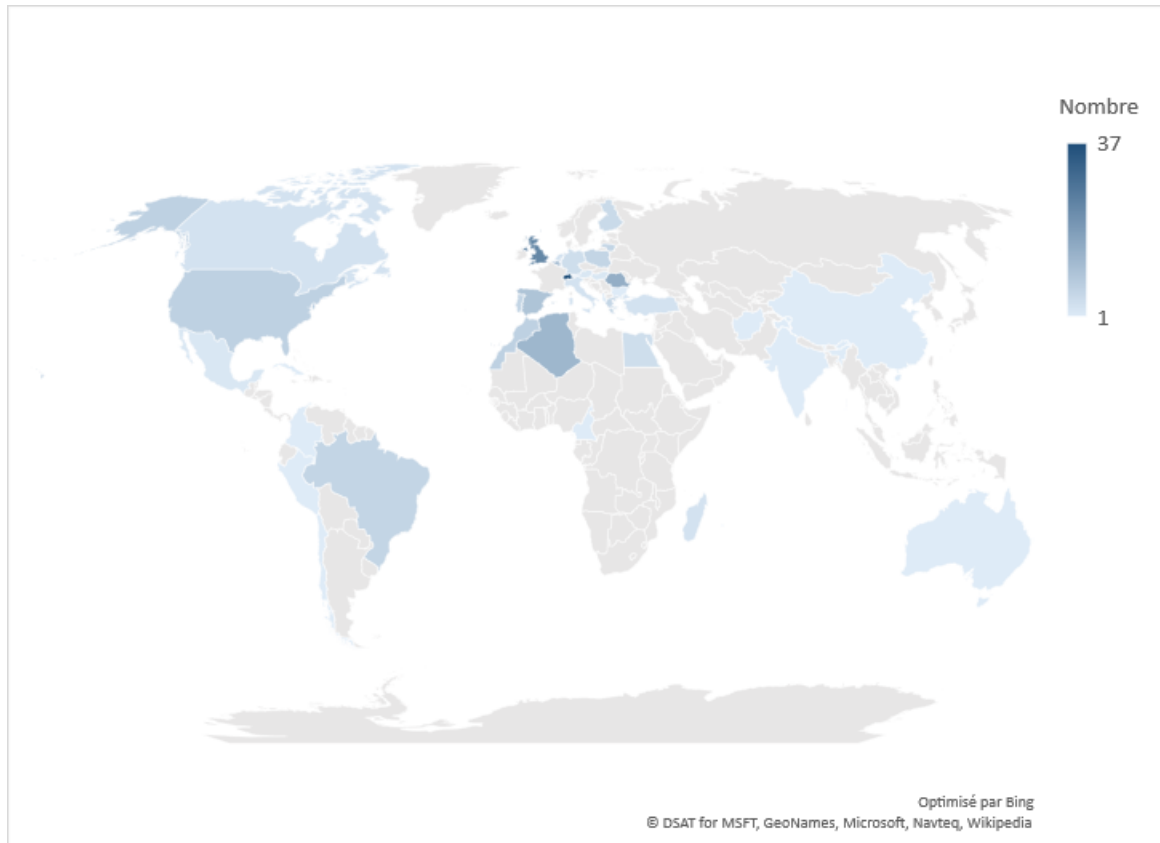 Nombre
37
1
Optimisé par Bing
© DSAT for MSFT, GeoNames, Microsoft, Navteq, Wikipedia